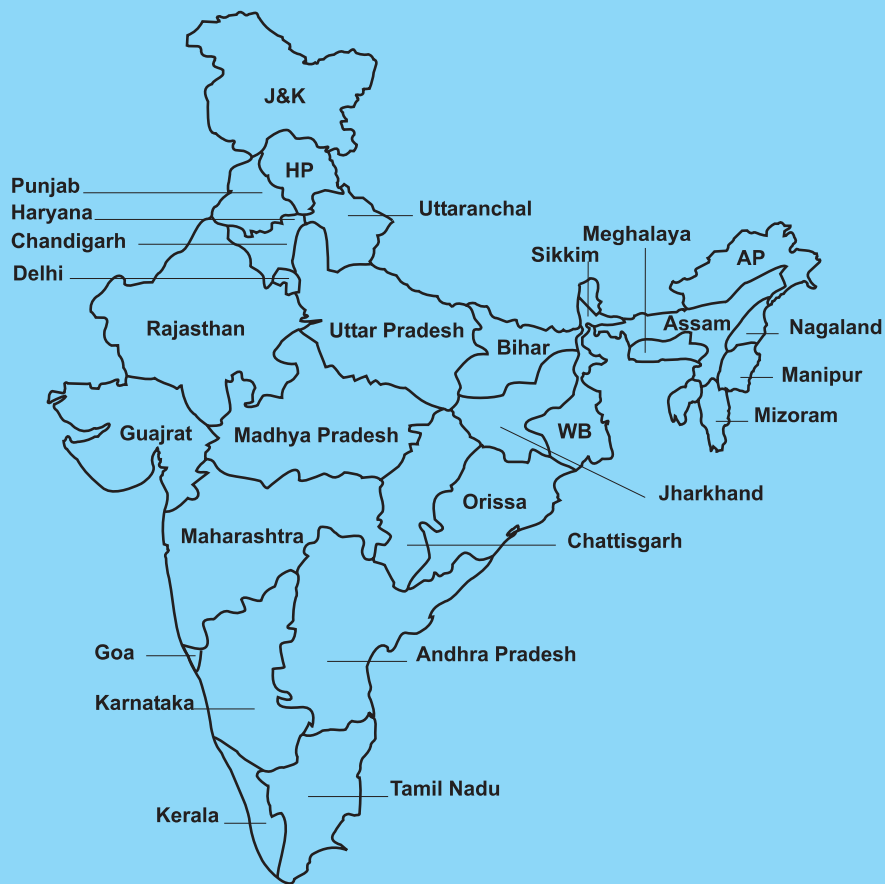 J&K
HP
Punjab
Haryana
Uttaranchal
Chandigarh
Meghalaya
Sikkim
AP
Delhi
Rajasthan
Uttar Pradesh
Assam
Nagaland
Bihar
Manipur
Mizoram
Guajrat
Madhya Pradesh
WB
Jharkhand
Orissa
Maharashtra
Chattisgarh
Goa
Andhra Pradesh
Karnataka
Tamil Nadu
Kerala